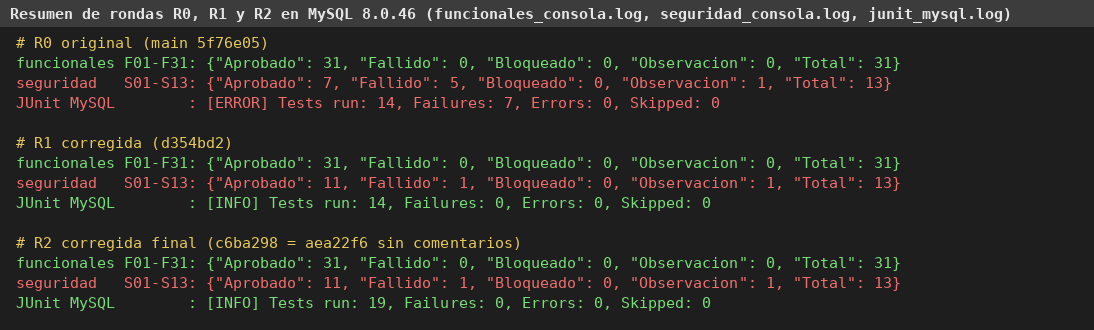 Resumen de rondas R0, R1 y R2 en MySQL 8.0.46 (funcionales_consola.log, seguridad_consola.log, junit_mysql.log)
# R0 original (main 5f76e05)
funcionales F01-F31: {"Aprobado": 31, "Fallido": 0, "Bloqueado": 0, "Observacion": 0, "Total": 31}
seguridad   S01-S13: {"Aprobado": 7, "Fallido": 5, "Bloqueado": 0, "Observacion": 1, "Total": 13}
JUnit MySQL        : [ERROR] Tests run: 14, Failures: 7, Errors: 0, Skipped: 0
# R1 corregida (d354bd2)
funcionales F01-F31: {"Aprobado": 31, "Fallido": 0, "Bloqueado": 0, "Observacion": 0, "Total": 31}
seguridad   S01-S13: {"Aprobado": 11, "Fallido": 1, "Bloqueado": 0, "Observacion": 1, "Total": 13}
JUnit MySQL        : [INFO] Tests run: 14, Failures: 0, Errors: 0, Skipped: 0
# R2 corregida final (c6ba298 = aea22f6 sin comentarios)
funcionales F01-F31: {"Aprobado": 31, "Fallido": 0, "Bloqueado": 0, "Observacion": 0, "Total": 31}
seguridad   S01-S13: {"Aprobado": 11, "Fallido": 1, "Bloqueado": 0, "Observacion": 1, "Total": 13}
JUnit MySQL        : [INFO] Tests run: 19, Failures: 0, Errors: 0, Skipped: 0